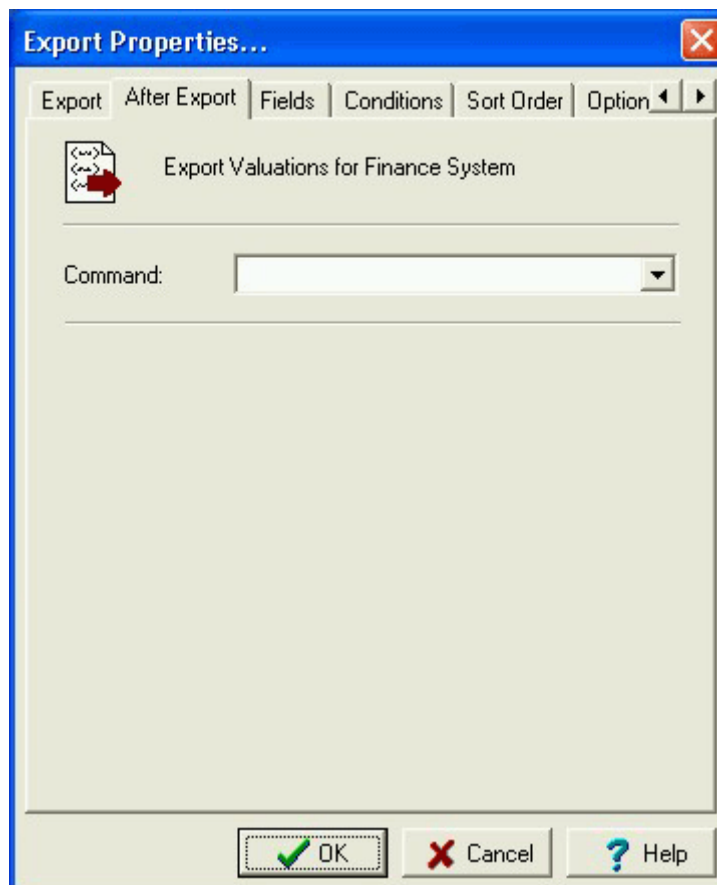 Export Properties...
Export After Export Fields Conditions Sort Order Option
Export Valuations for Finance System
Command:
OK Cancel Help